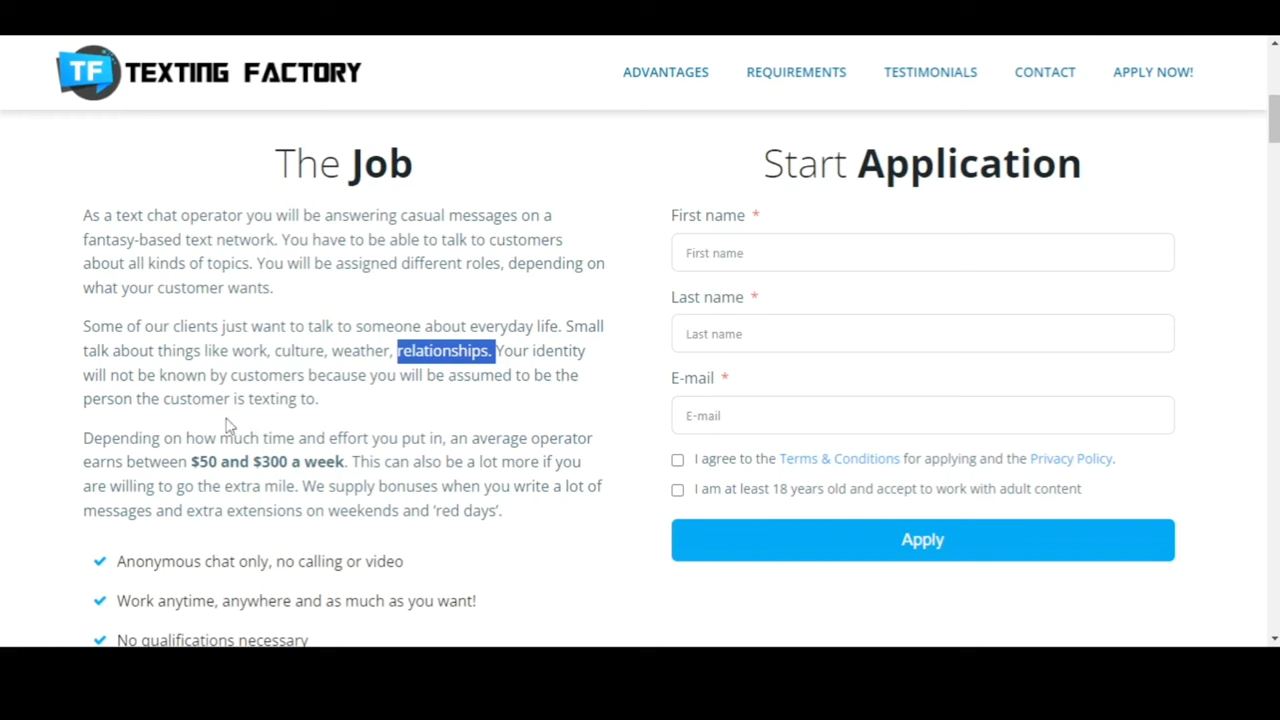 TF TEXTING FACTORY
ADVANTAGES REQUIREMENTS TESTIMONIALS CONTACT APPLY NOW!
The Job
As a text chat operator you will be answering casual messages on a
fantasy-based text network. You have to be able to talk to customers
about all kinds of topics. You will be assigned different roles, depending on
what your customer wants.
Some of our clients just want to talk to someone about everyday life. Small
talk about things like work, culture, weather, relationships. Your identity
will not be known by customers because you will be assumed to be the
person the customer is texting to.
Depending on how much time and effort you put in, an average operator
earns between $50 and $300 a week. This can also be a lot more if you
are willing to go the extra mile. We supply bonuses when you write a lot of
messages and extra extensions on weekends and ‘red days’.
Anonymous chat only, no calling or video
Work anytime, anywhere and as much as you want!
No qualifications necessary
Start Application
First name *
First name
Last name *
Last name
E-mail *
E-mail
I agree to the Terms & Conditions for applying and the Privacy Policy.
I am at least 18 years old and accept to work with adult content
Apply